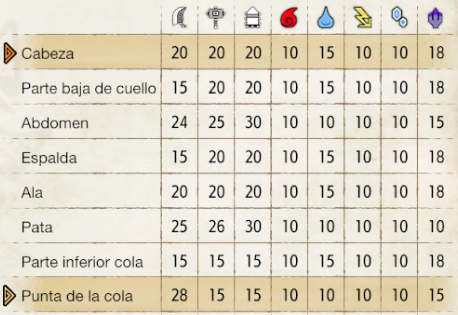 Cabeza 20 20 20 10 15 10 10 18
Parte baja de cuello 15 20 20 10 15 10 10 18
Abdomen 24 25 30 10 10 10 10 15
Espalda 15 20 20 10 15 10 10 18
Ala 20 20 20 10 15 10 10 18
Pata 25 26 30 10 10 10 10 10
Parte inferior cola 15 15 15 10 15 10 10 18
Punta de la cola 28 15 15 10 10 10 10 15